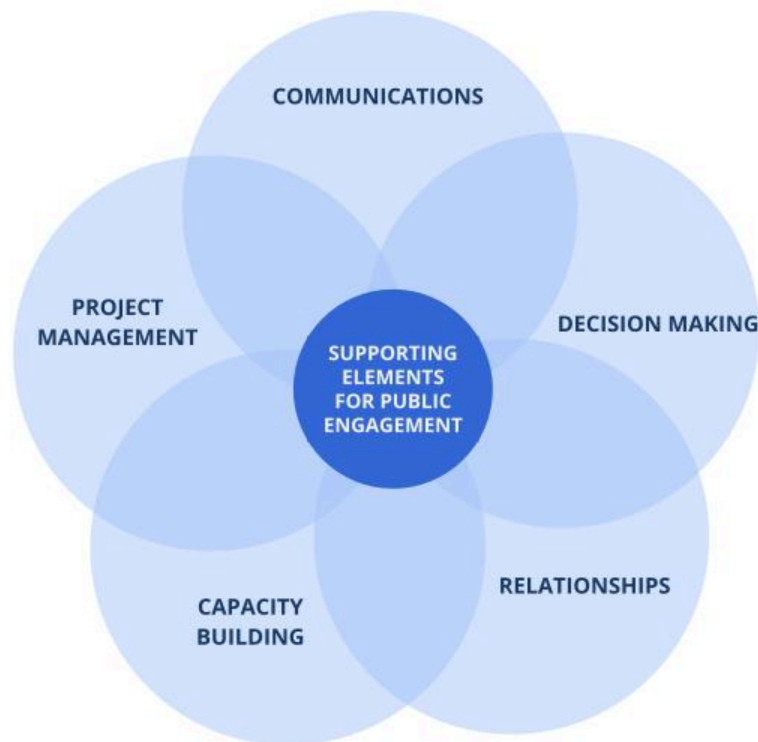 COMMUNICATIONS
PROJECT
MANAGEMENT
DECISION MAKING
SUPPORTING
ELEMENTS
FOR PUBLIC
ENGAGEMENT
CAPACITY
BUILDING
RELATIONSHIPS